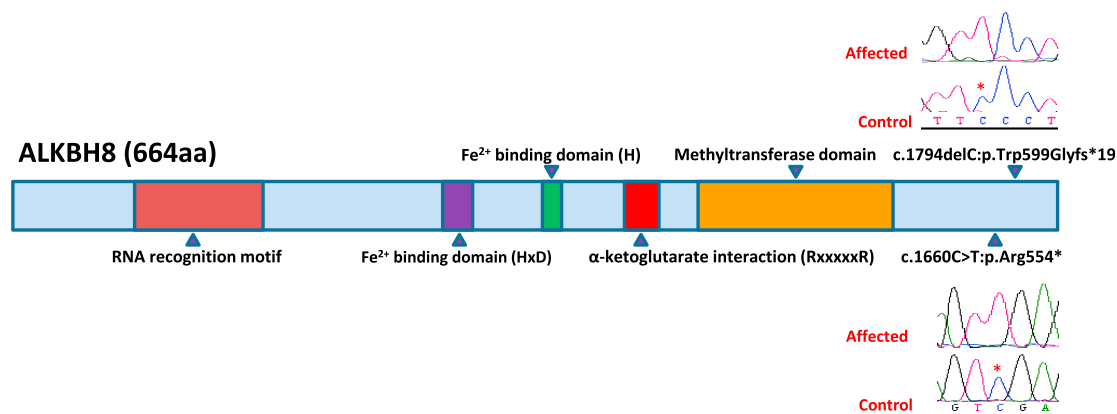 Affected
*
Control
T T C C C T
ALKBH8 (664aa)
Fe²⁺ binding domain (H)
Methyltransferase domain
c.1794delC:p.Trp599Glyfs*19
RNA recognition motif
Fe²⁺ binding domain (HxD)
α-ketoglutarate interaction (RxxxxxR)
c.1660C>T:p.Arg554*
Affected
*
Control
G T C G A